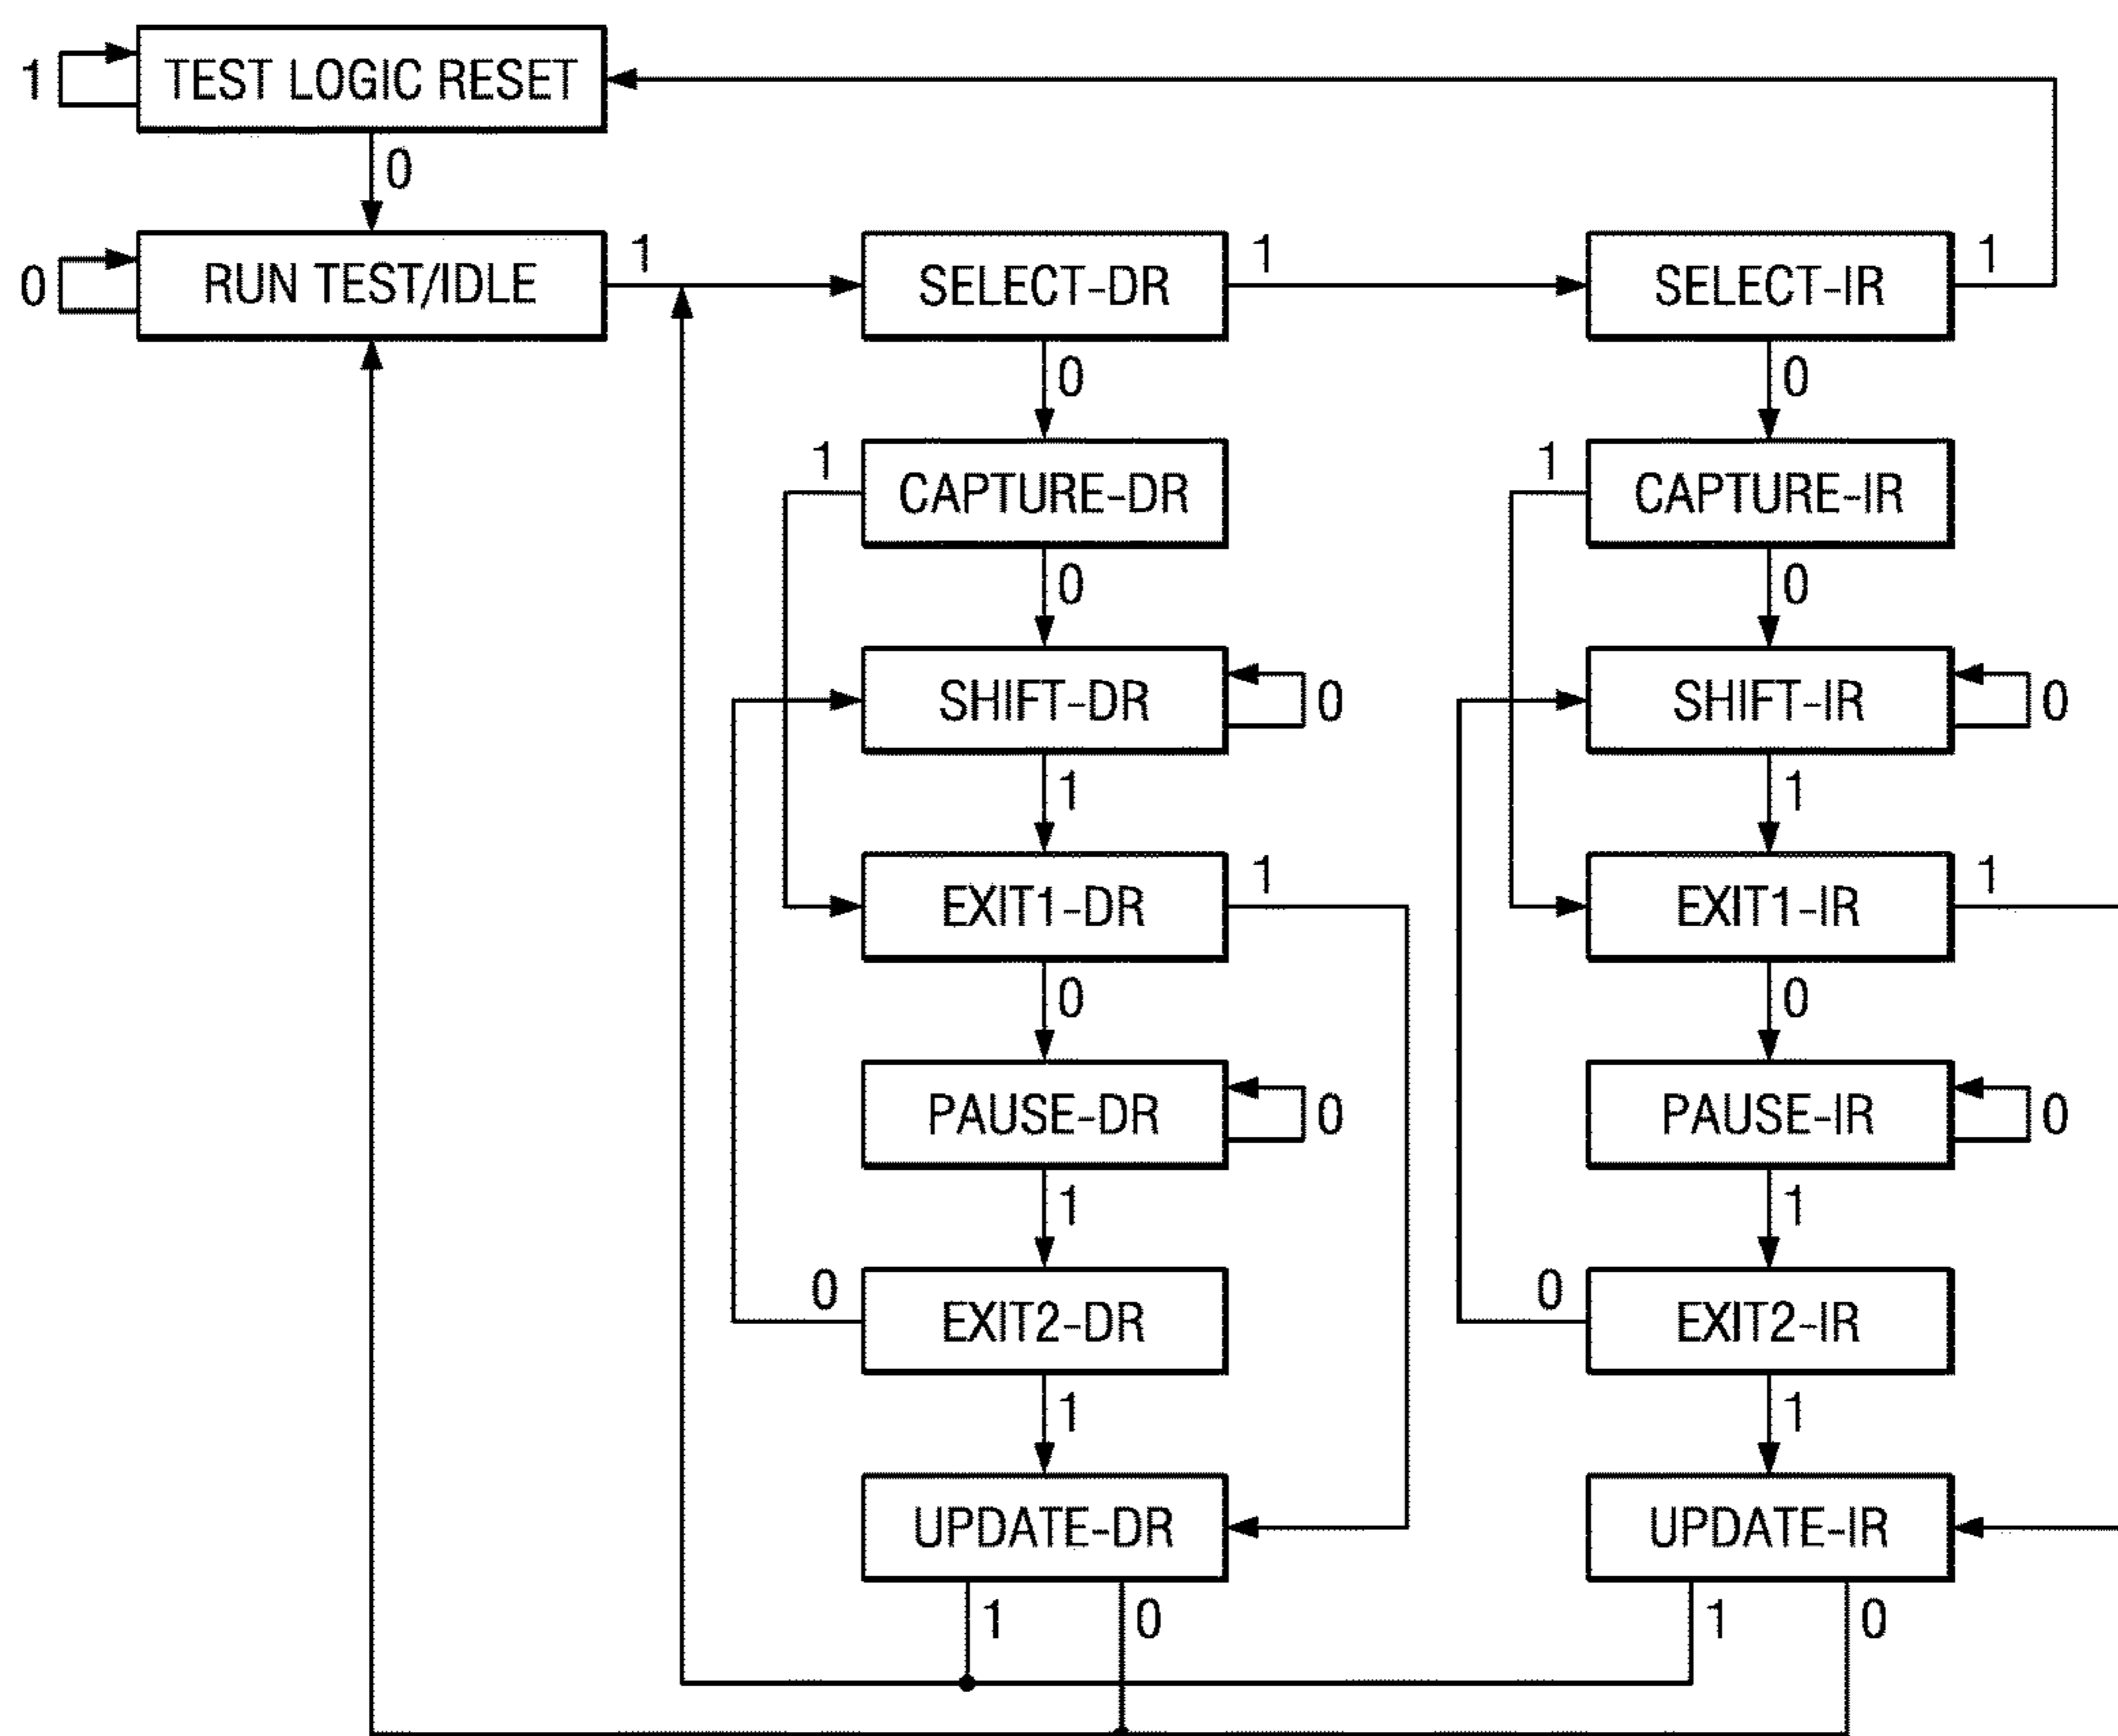 1
TEST LOGIC RESET
0
0
RUN TEST/IDLE
1
SELECT-DR
1
SELECT-IR
1
0
0
1
CAPTURE-DR
1
CAPTURE-IR
0
0
SHIFT-DR
0
SHIFT-IR
0
1
1
EXIT1-DR
1
EXIT1-IR
1
0
0
PAUSE-DR
0
PAUSE-IR
0
1
1
0
EXIT2-DR
0
EXIT2-IR
1
1
UPDATE-DR
UPDATE-IR
1
0
1
0